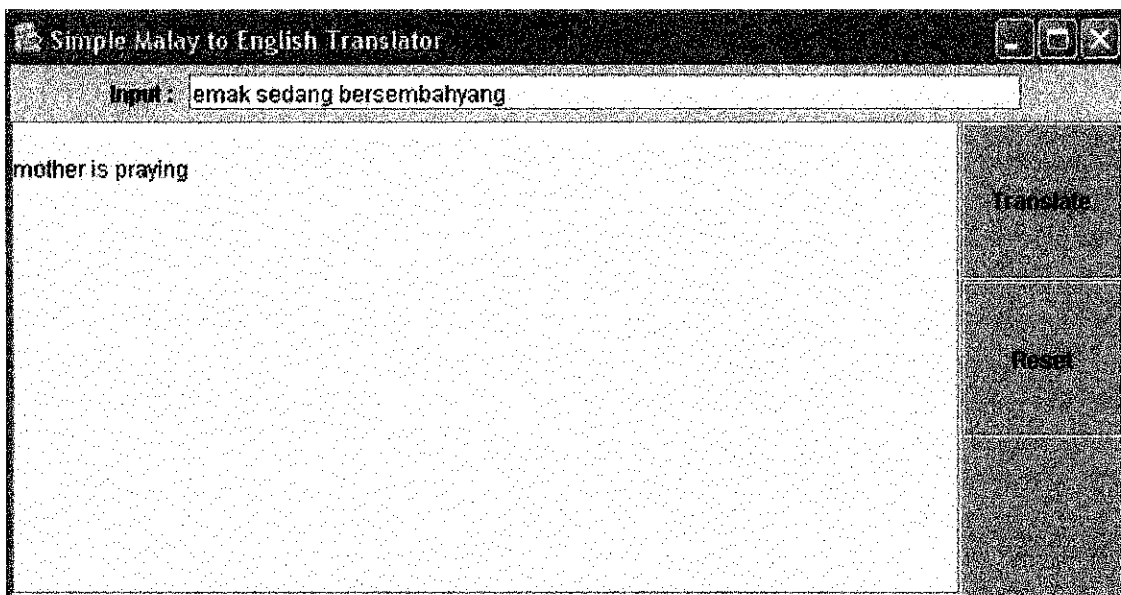 Simple Malay to English Translator
Input : emak sedang bersembahyang
mother is praying
Translate
Reset